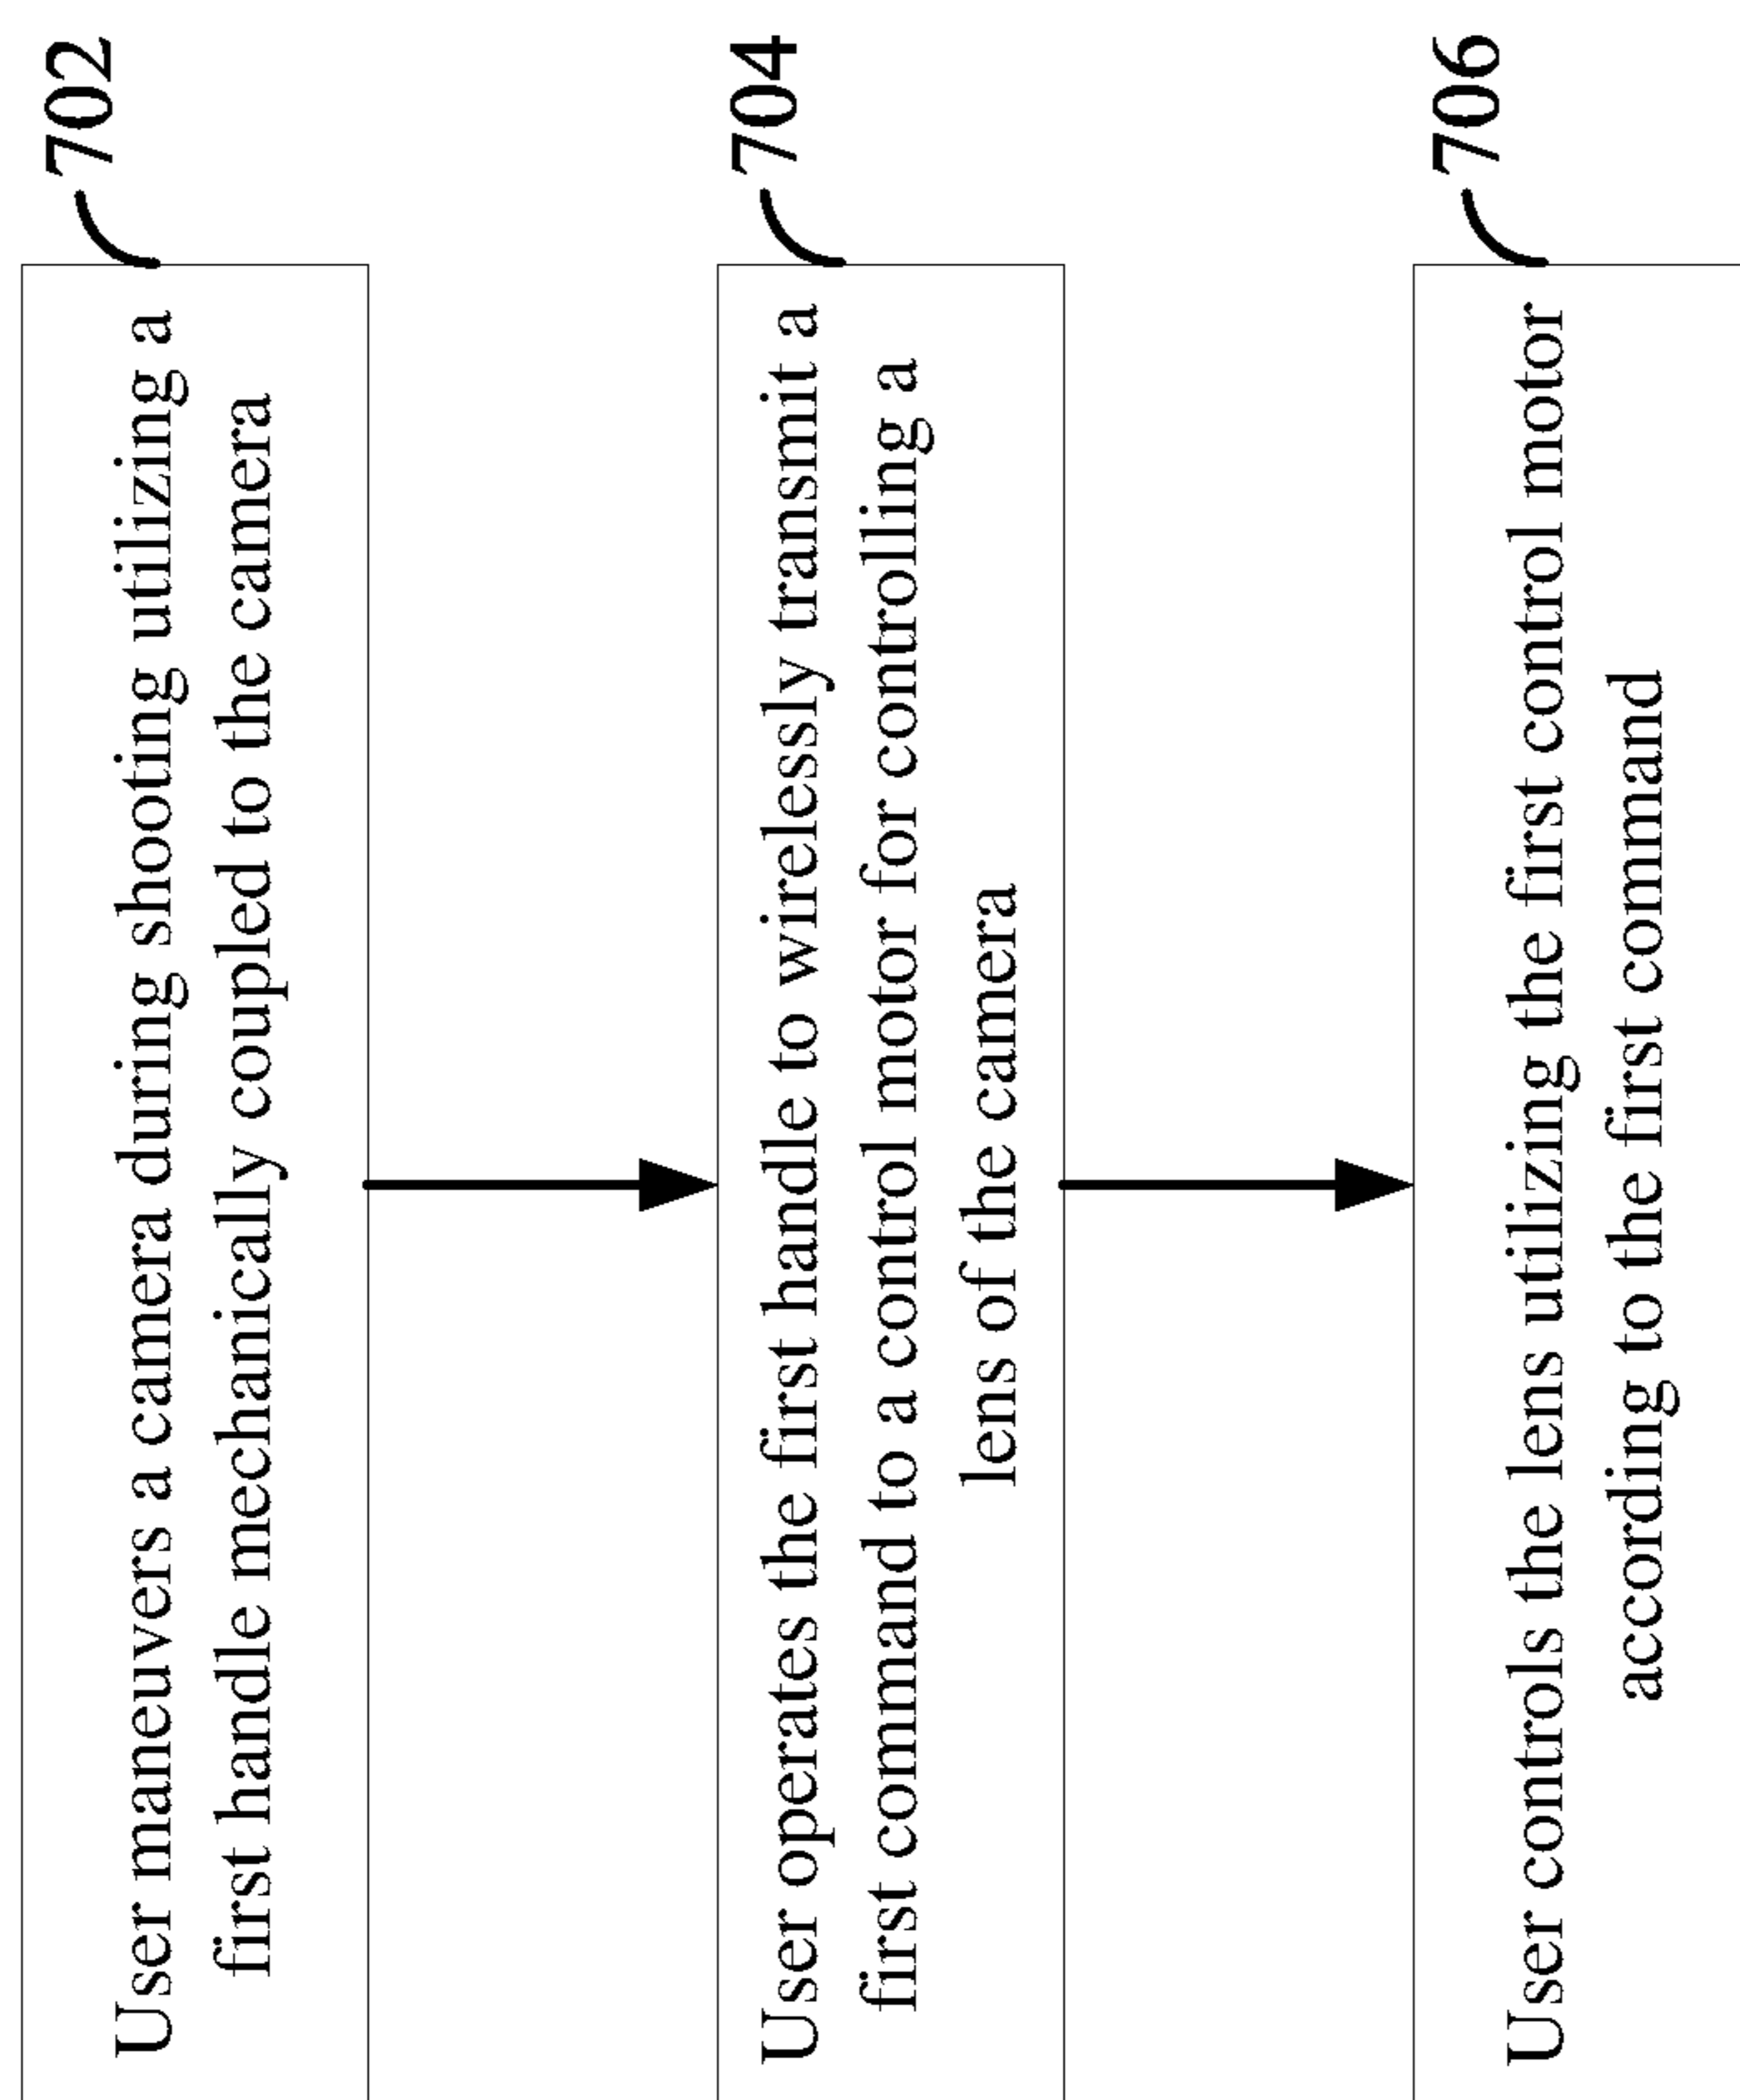 702
User maneuvers a camera during shooting utilizing a
first handle mechanically coupled to the camera
704
User operates the first handle to wirelessly transmit a
first command to a control motor for controlling a
lens of the camera
706
User controls the lens utilizing the first control motor
according to the first command